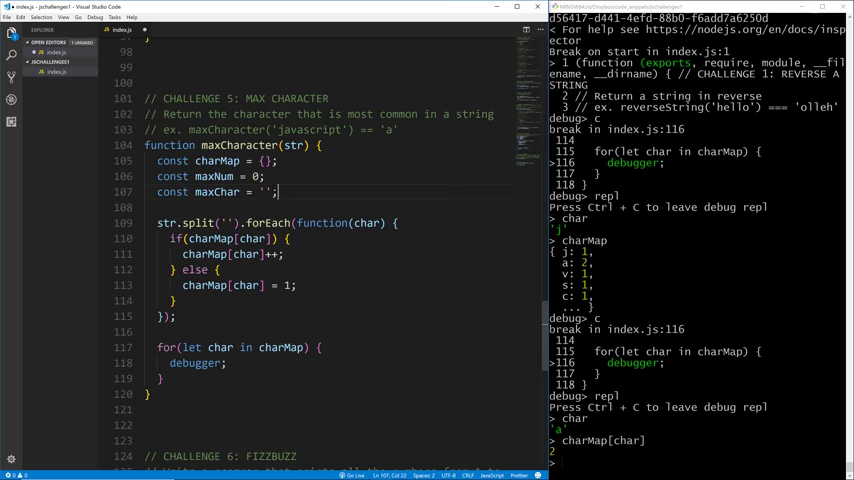 index.js - jschallenges1 - Visual Studio Code
File Edit Selection View Go Debug Tasks Help
EXPLORER
OPEN EDITORS 1 UNSAVED
index.js
JSCHALLENGES1
index.js
index.js
98
99
100
101 // CHALLENGE 5: MAX CHARACTER
102 // Return the character that is most common in a string
103 // ex. maxCharacter('javascript') == 'a'
104 function maxCharacter(str) {
105 const charMap = {};
106 const maxNum = 0;
107 const maxChar = '';
108
109 str.split('').forEach(function(char) {
110 if(charMap[char]) {
111 charMap[char]++;
112 } else {
113 charMap[char] = 1;
114 }
115 });
116
117 for(let char in charMap) {
118 debugger;
119 }
120 }
121
122
123
124 // CHALLENGE 6: FIZZBUZZ
0 0 Go Live Ln 107, Col 22 Spaces: 2 UTF-8 CRLF JavaScript Prettier
MINGW64:/d/Dropbox/code_snippets/jschallenges1
d56417-d441-4efd-88b0-f6add7a6250d
< For help see https://nodejs.org/en/docs/insp
ector
Break on start in index.js:1
> 1 (function (exports, require, module, __fil
ename, __dirname) { // CHALLENGE 1: REVERSE A
STRING
2 // Return a string in reverse
3 // ex. reverseString('hello') === 'olleh'
debug> c
break in index.js:116
114
115 for(let char in charMap) {
>116 debugger;
117 }
118 }
debug> repl
Press Ctrl + C to leave debug repl
> char
'j'
> charMap
{ j: 1,
a: 2,
v: 1,
s: 1,
c: 1,
... }
debug> c
break in index.js:116
114
115 for(let char in charMap) {
>116 debugger;
117 }
118 }
debug> repl
Press Ctrl + C to leave debug repl
> char
'a'
> charMap[char]
2
>